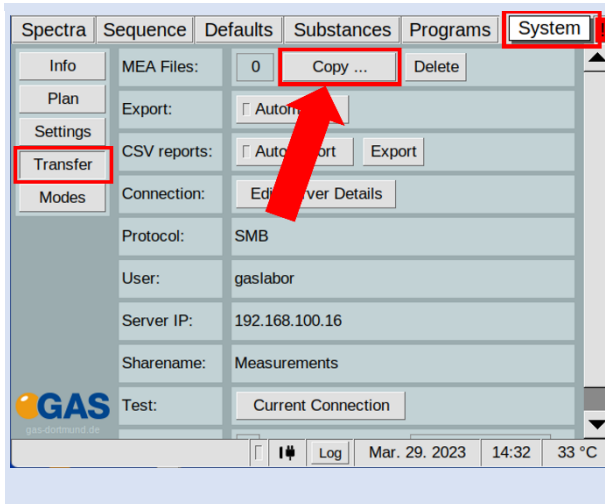 Spectra Sequence Defaults Substances Programs System
Info
Plan
Settings
Transfer
Modes
MEA Files: 0 Copy ... Delete
Export:
CSV reports: Export
Connection:
Protocol: SMB
User: gaslabor
Server IP: 192.168.100.16
Sharename: Measurements
Test: Current Connection
GAS
gas-dortmund.de
Log Mar. 29. 2023 14:32 33 °C